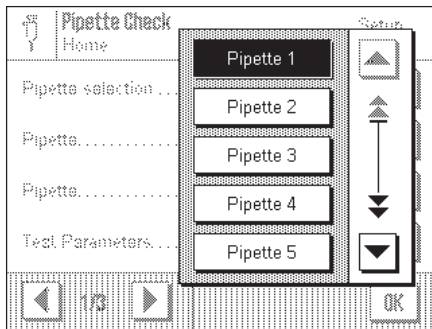 Pipette Check
Home
Setup
Pipette selection . . .
Pipette. . . . . . . . . . . .
Pipette. . . . . . . . . . . .
Test Parameters. . . .
Pipette 1
Pipette 2
Pipette 3
Pipette 4
Pipette 5
1/3
OK